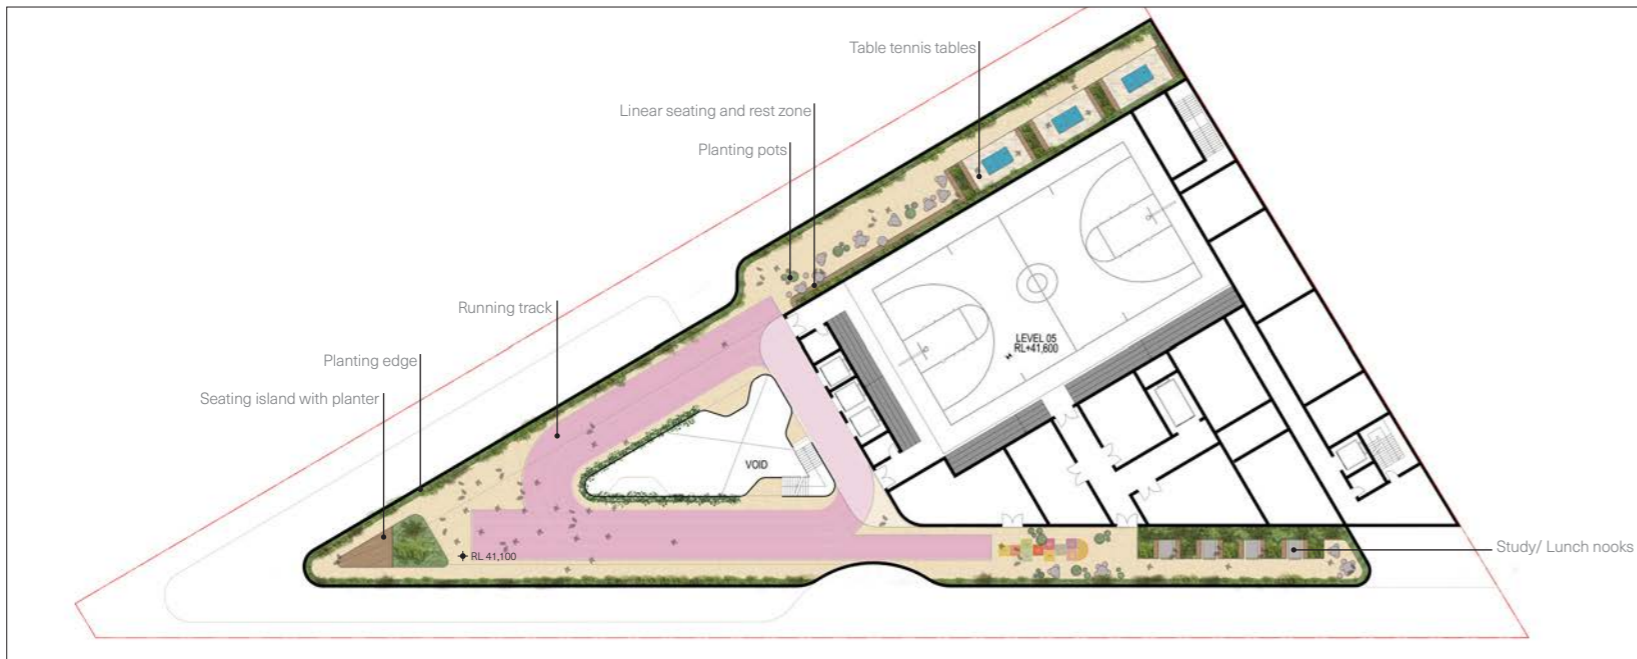 Table tennis tables
Linear seating and rest zone
Planting pots
Running track
LEVEL 05
RL+41,600
Planting edge
Seating island with planter
VOID
RL 41,100
Study/ Lunch nooks